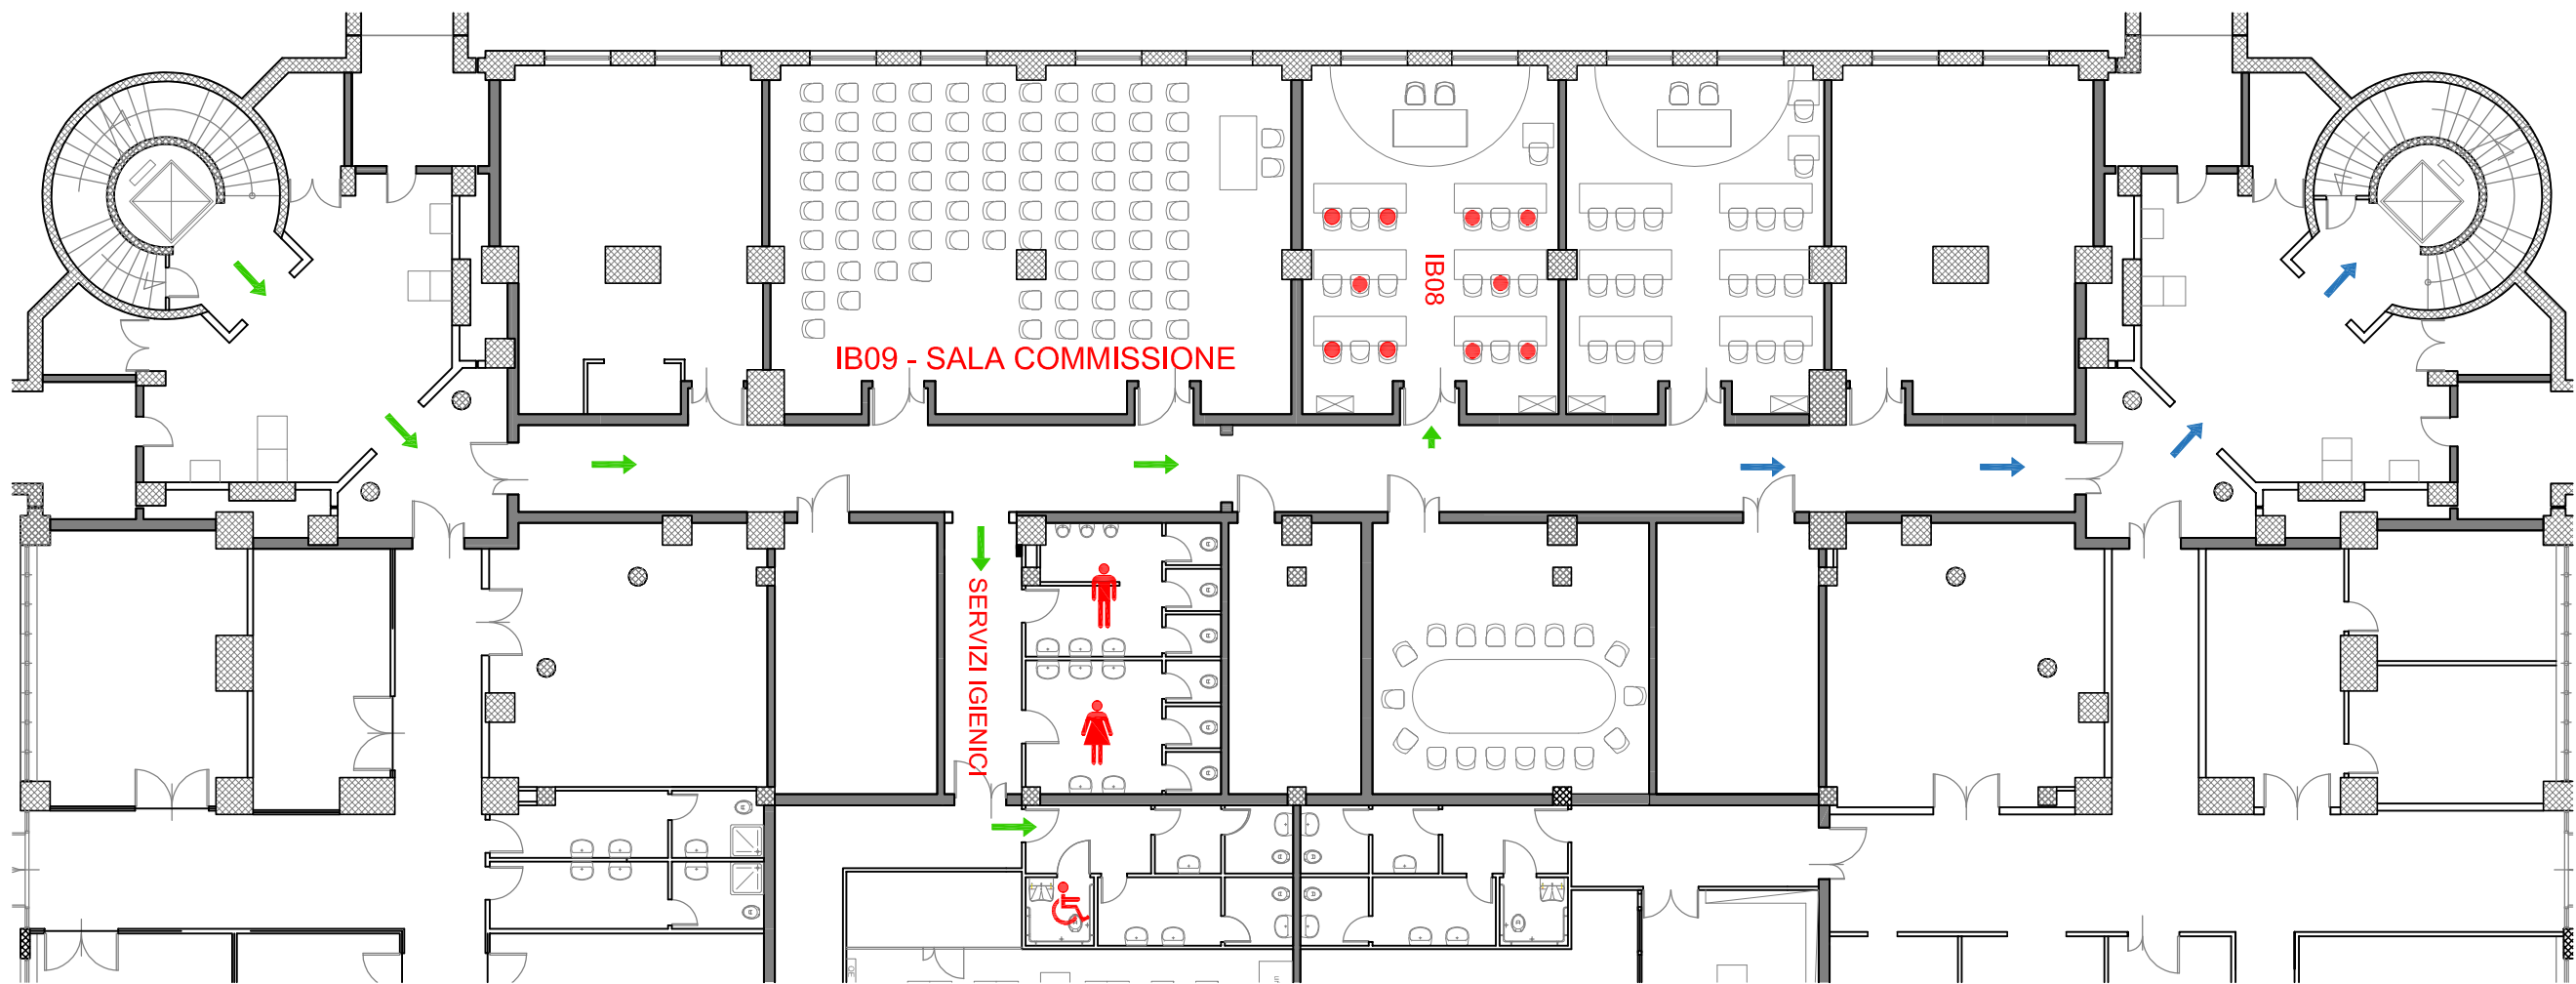 IB09 - SALA COMMISSIONE
IB08
SERVIZI IGIENICI